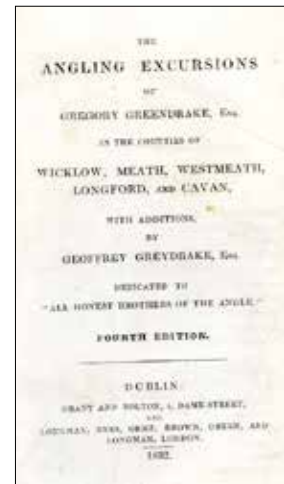 THE
ANGLING EXCURSIONS
OF
GREGORY GREENDRAKE, Esq.
IN THE COUNTIES OF
WICKLOW, MEATH, WESTMEATH,
LONGFORD, AND CAVAN,
WITH ADDITIONS,
BY
GEOFFREY GREYDRAKE, Esq.
DEDICATED TO
"ALL HONEST BROTHERS OF THE ANGLE."
FOURTH EDITION.
DUBLIN:
GRANT AND BOLTON, DAME-STREET,
AND
LONGMAN, REES, ORME, BROWN, GREEN, AND
LONGMAN, LONDON.
1832.